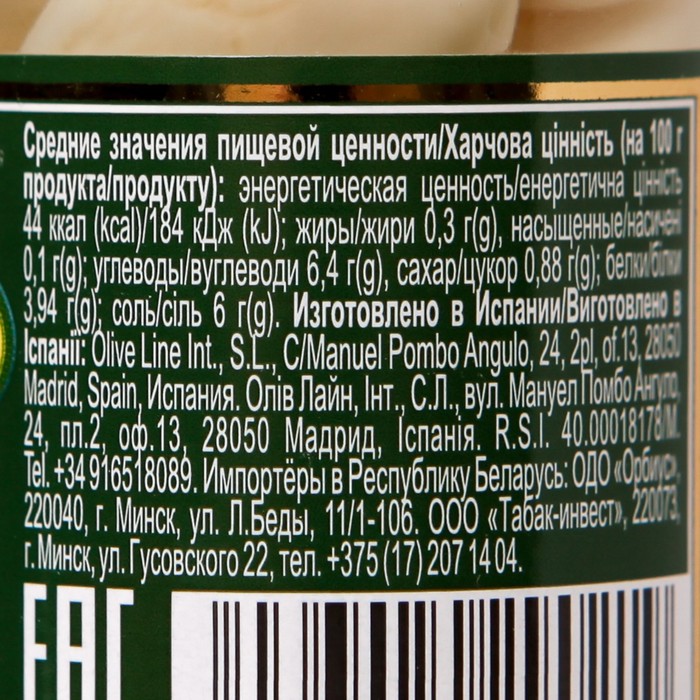 Средние значения пищевой ценности/Харчова цінність (на 100 г
продукта/продукту): энергетическая ценность/енергетична цінність
44 ккал (kcal)/184 кДж (kJ); жиры/жири 0,3 г(g), насыщенные/насичені
0,1 г(g); углеводы/вуглеводи 6,4 г(g), сахар/цукор 0,88 г(g); белки/білки
3,94 г(g); соль/сіль 6 г(g). Изготовлено в Испании/Виготовлено в
Іспанії: Olive Line Int., S.L., C/Manuel Pombo Angulo, 24, 2pl, of.13, 28050
Madrid, Spain, Испания. Олів Лайн, Інт., С.Л., вул. Мануел Помбо Ангуло,
24, пл.2, оф.13, 28050 Мадрид, Іспанія. R.S.I. 40.00018178/M.
Tel. +34 916518089. Импортёры в Республику Беларусь: ОДО «Орбиус»,
220040, г. Минск, ул. Л.Беды, 11/1-106. ООО «Табак-инвест», 220073,
г. Минск, ул. Гусовского 22, тел. +375 (17) 207 14 04.
EAC